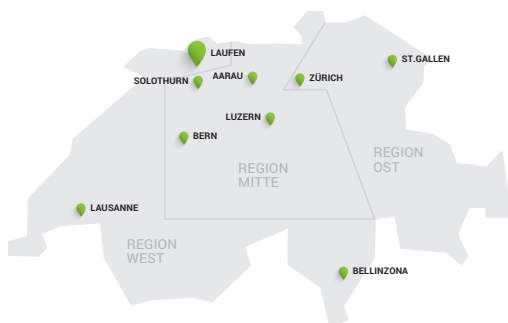 LAUFEN
SOLOTHURN
AARAU
ZÜRICH
ST.GALLEN
LUZERN
BERN
REGION
MITTE
REGION
OST
LAUSANNE
REGION
WEST
BELLINZONA